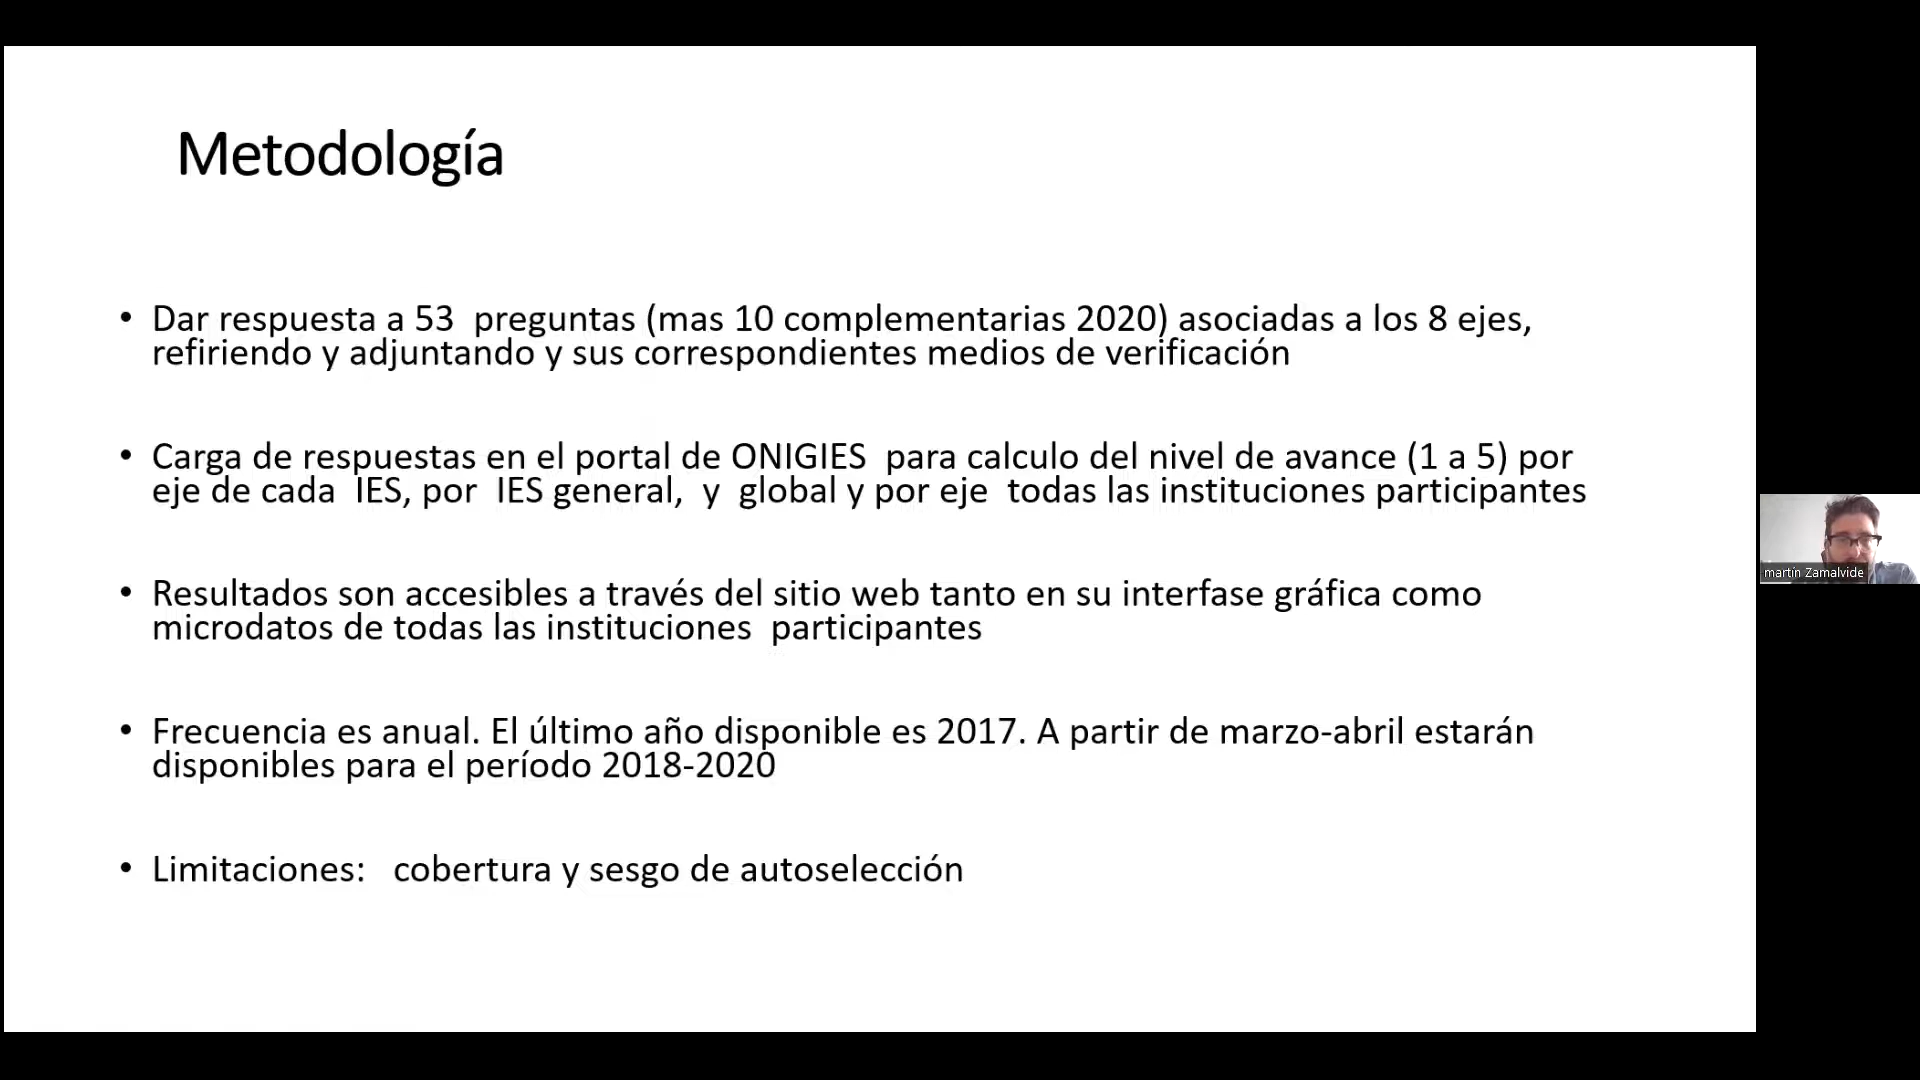 Metodología
• Dar respuesta a 53  preguntas (mas 10 complementarias 2020) asociadas a los 8 ejes,
refiriendo y adjuntando y sus correspondientes medios de verificación
• Carga de respuestas en el portal de ONIGIES  para calculo del nivel de avance (1 a 5) por
eje de cada  IES, por  IES general,  y  global y por eje  todas las instituciones participantes
• Resultados son accesibles a través del sitio web tanto en su interfase gráfica como
microdatos de todas las instituciones  participantes
• Frecuencia es anual. El último año disponible es 2017. A partir de marzo-abril estarán
disponibles para el período 2018-2020
• Limitaciones:   cobertura y sesgo de autoselección
martín Zamalvide